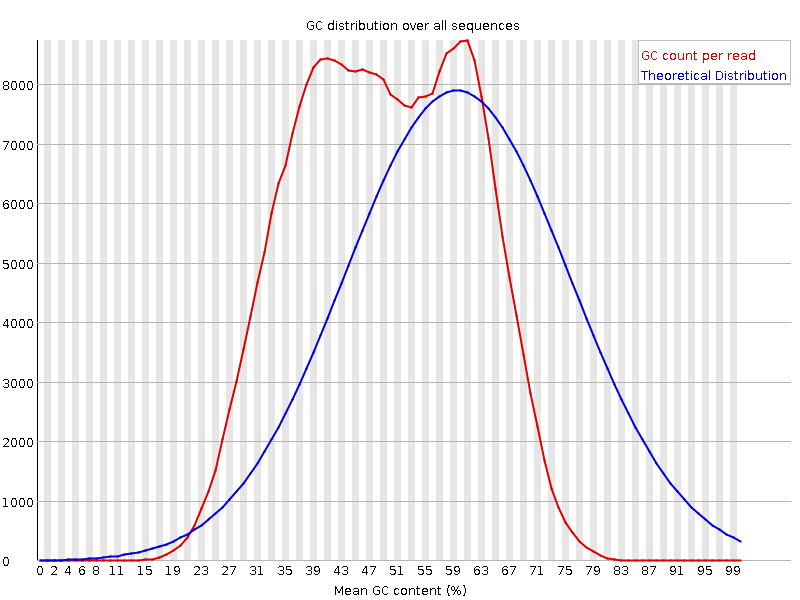 GC distribution over all sequences
GC count per read
Theoretical Distribution
8000
7000
6000
5000
4000
3000
2000
1000
0
0 2 4 6 8 11 15 19 23 27 31 35 39 43 47 51 55 59 63 67 71 75 79 83 87 91 95 99
Mean GC content (%)